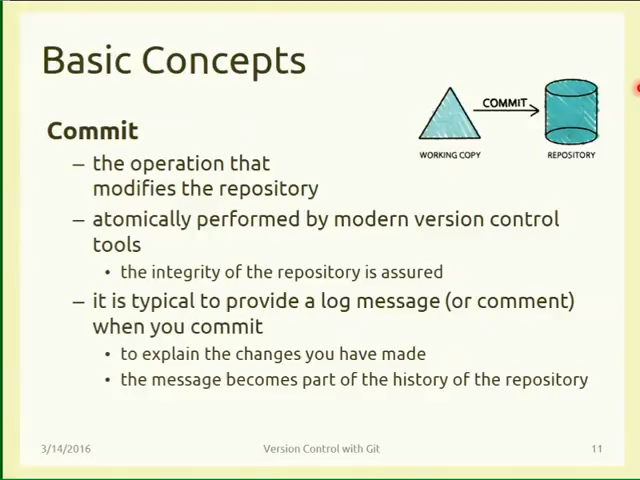 Basic Concepts
COMMIT
WORKING COPY
REPOSITORY
Commit
– the operation that
modifies the repository
– atomically performed by modern version control
tools
• the integrity of the repository is assured
– it is typical to provide a log message (or comment)
when you commit
• to explain the changes you have made
• the message becomes part of the history of the repository
3/14/2016
Version Control with Git
11